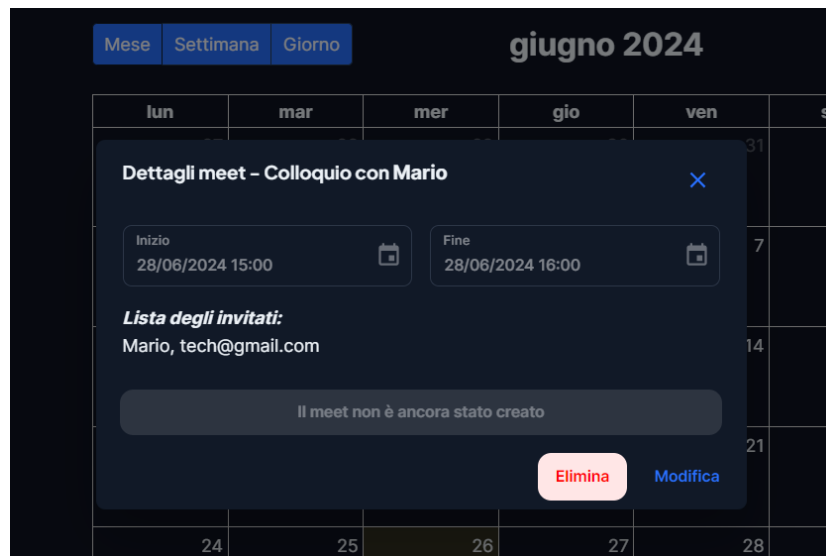 Mese Settimana Giorno
giugno 2024
lun mar mer gio ven
31
Dettagli meet – Colloquio con Mario
Inizio
28/06/2024 15:00
Fine
28/06/2024 16:00
7
Lista degli invitati:
Mario, tech@gmail.com
14
Il meet non è ancora stato creato
21
Elimina Modifica
24 25 26 27 28